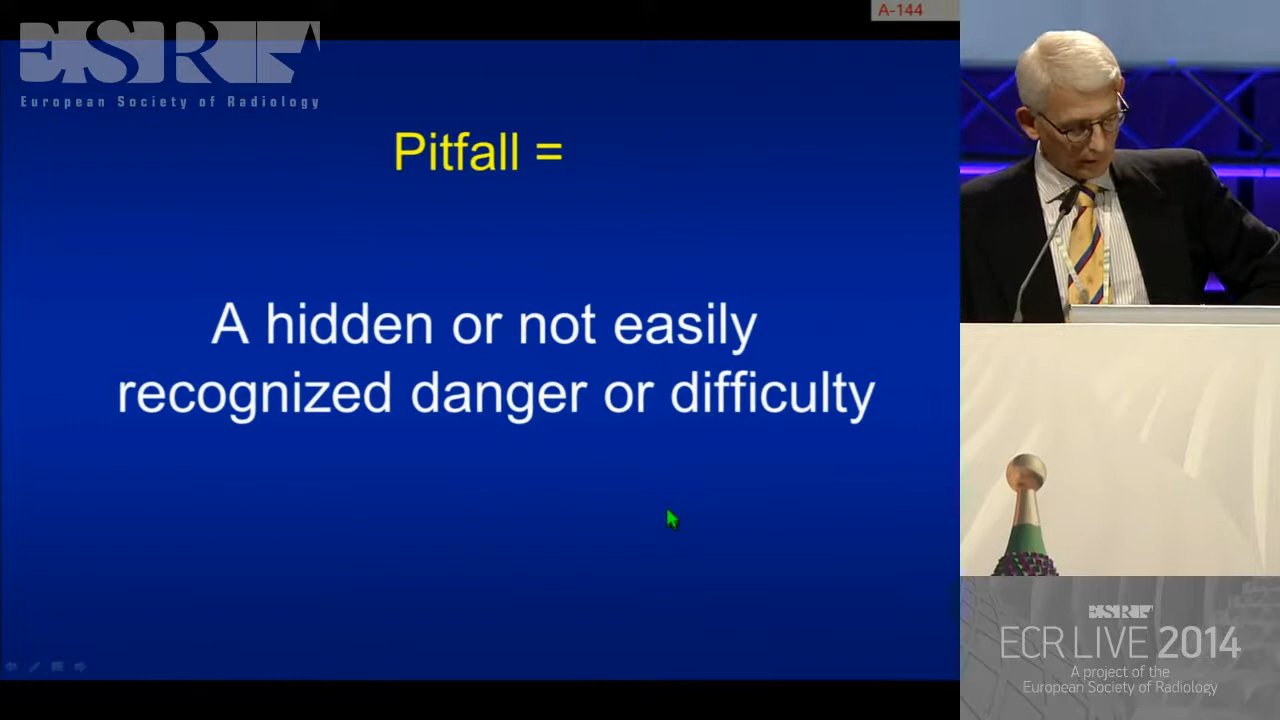 A-144
ESR
European Society of Radiology
Pitfall =
A hidden or not easily
recognized danger or difficulty
ESR
ECR LIVE 2014
A project of the
European Society of Radiology